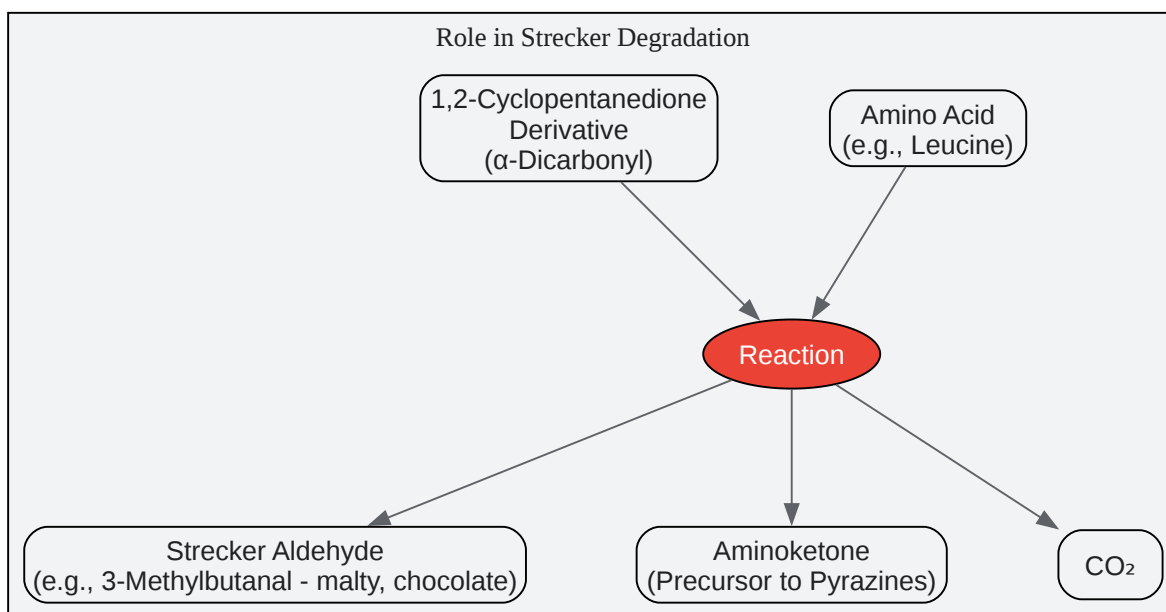 Role in Strecker Degradation
1,2-Cyclopentanedione
Derivative
(α-Dicarbonyl)
Amino Acid
(e.g., Leucine)
Reaction
Strecker Aldehyde
(e.g., 3-Methylbutanal - malty, chocolate)
Aminoketone
(Precursor to Pyrazines)
CO₂